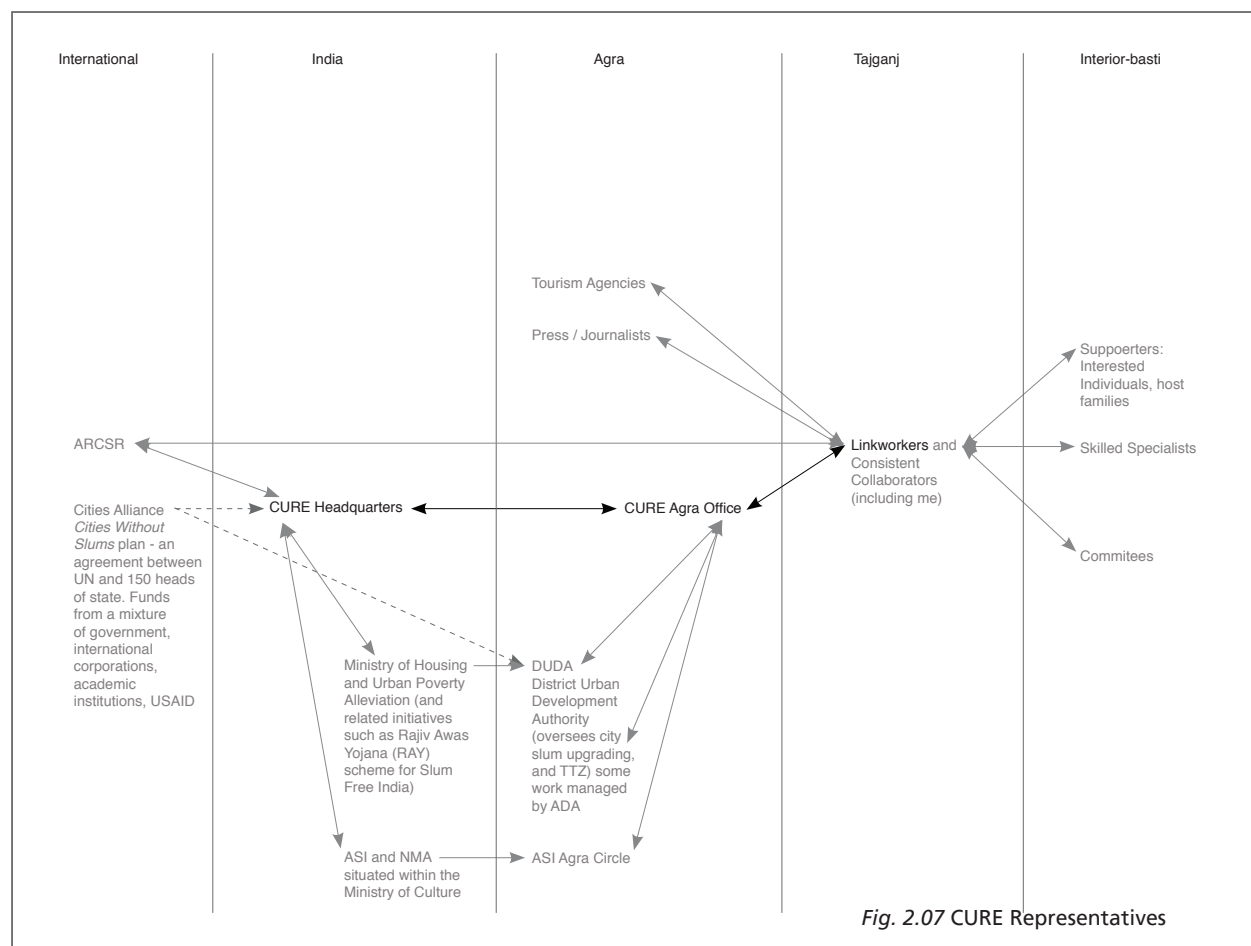 International
India
Agra
Tajganj
Interior-basti
Tourism Agencies
Press / Journalists
Suppoerters:
Interested
Individuals, host
families
ARCSR
Linkworkers and
Consistent
Collaborators
(including me)
Skilled Specialists
Cities Alliance
Cities Without
Slums plan - an
agreement between
UN and 150 heads
of state. Funds
from a mixture
of government,
international
corporations,
academic
institutions, USAID
CURE Headquarters
CURE Agra Office
Commitees
Ministry of Housing
and Urban Poverty
Alleviation (and
related initiatives
such as Rajiv Awas
Yojana (RAY)
scheme for Slum
Free India)
DUDA
District Urban
Development
Authority
(oversees city
slum upgrading,
and TTZ) some
work managed
by ADA
ASI and NMA
situated within the
Ministry of Culture
ASI Agra Circle
Fig. 2.07 CURE Representatives